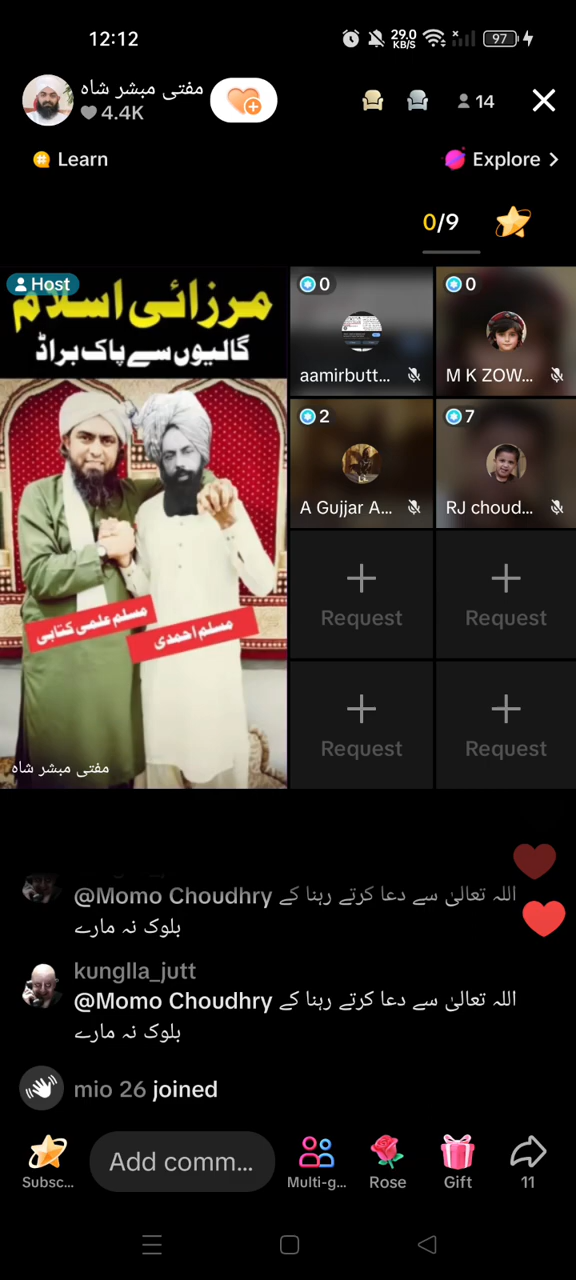 12:12
29.0
KB/S
97
مفتی مبشر شاہ
4.4K
14
Learn
Explore
0/9
Host
مرزائی اسلام
گالیوں سے پاک براڈ
مسلم علمی کتابی
مسلم احمدی
مفتی مبشر شاہ
0
aamirbutt...
0
M K ZOW...
2
A Gujjar A...
7
RJ choud...
Request
Request
Request
Request
@Momo Choudhry اللہ تعالیٰ سے دعا کرتے رہنا کے
بلوک نہ مارے
kunglla_jutt
@Momo Choudhry اللہ تعالیٰ سے دعا کرتے رہنا کے
بلوک نہ مارے
mio 26 joined
Subsc...
Add comm...
Multi-g...
Rose
Gift
11